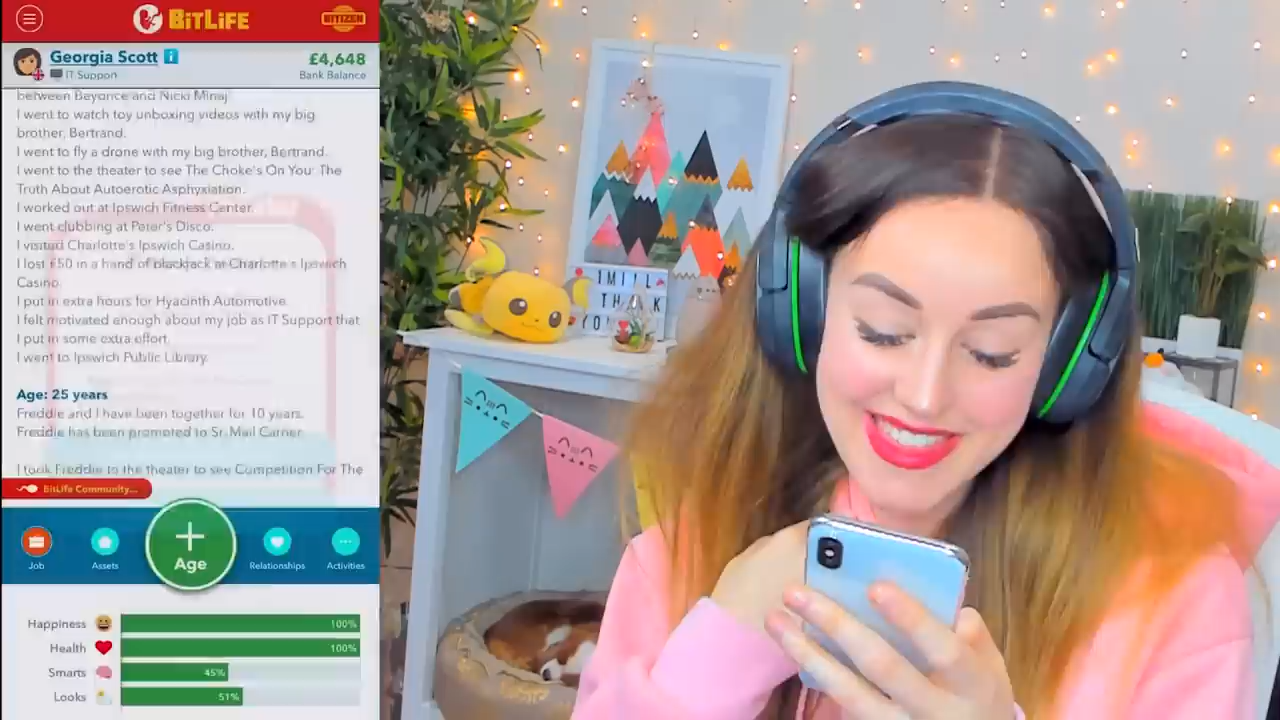 BITLIFE
BITIZEN
Georgia Scott
£4,648
IT Support
Bank Balance
between Beyonce and Nicki Minaj.
I went to watch toy unboxing videos with my big
brother, Bertrand.
I went to fly a drone with my big brother, Bertrand.
I went to the theater to see The Choke's On You: The
Truth About Autoerotic Asphyxiation.
I worked out at Ipswich Fitness Center.
I went clubbing at Peter's Disco.
I visited Charlotte's Ipswich Casino.
I lost £50 in a hand of blackjack at Charlotte's Ipswich
Casino.
I put in extra hours for Hyacinth Automotive.
I felt motivated enough about my job as IT Support that
I put in some extra effort.
I went to Ipswich Public Library.
Age: 25 years
Freddie and I have been together for 10 years.
Freddie has been promoted to Sr. Mail Carrier.
I took Freddie to the theater to see Competition For The
BitLife Community...
Job
Assets
+
Age
Relationships
Activities
Happiness 100%
Health 100%
Smarts 45%
Looks 51%
1MILL
TH NK
YO